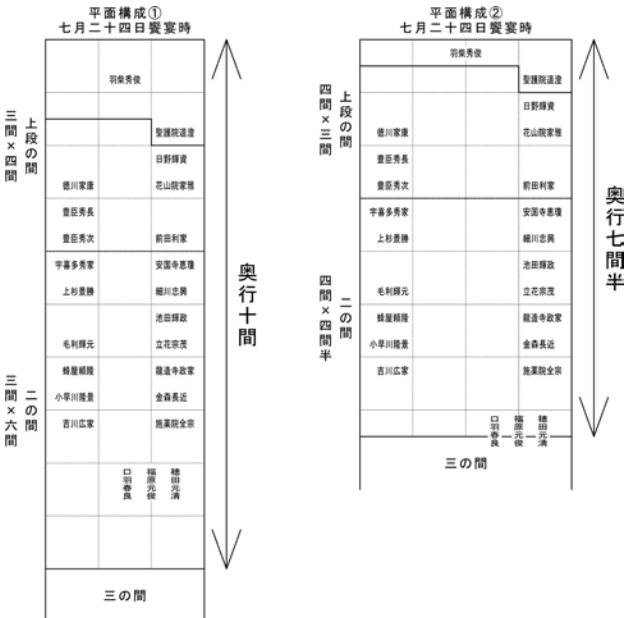 平面構成①
七月二十四日饗宴時
羽柴秀俊
聖護院道澄
日野輝資
徳川家康
花山院家雅
豊臣秀長
豊臣秀次
前田利家
宇喜多秀家
安国寺恵瓊
上杉景勝
細川忠興
池田輝政
毛利輝元
立花宗茂
蜂屋頼隆
龍造寺政家
小早川隆景
金森長近
吉川広家
施薬院全宗
穂田元清
福原元俊
口羽春良
三の間
上段の間
三間×四間
二の間
三間×六間
奥行十間
平面構成②
七月二十四日饗宴時
羽柴秀俊
聖護院道澄
日野輝資
徳川家康
花山院家雅
豊臣秀長
豊臣秀次
前田利家
宇喜多秀家
安国寺恵瓊
上杉景勝
細川忠興
池田輝政
毛利輝元
立花宗茂
蜂屋頼隆
龍造寺政家
小早川隆景
金森長近
吉川広家
施薬院全宗
穂田元清
福原元俊
口羽春良
三の間
上段の間
四間×三間
二の間
四間×四間半
奥行七間半